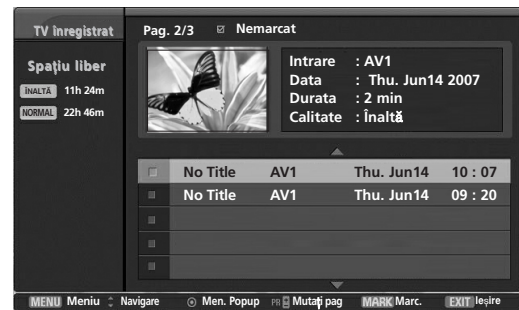 TV înregistrat
Pag. 2/3 Nemarcat
Spaţiu liber
ÎNALTĂ 11h 24m
NORMAL 22h 46m
Intrare : AV1
Data : Thu. Jun14 2007
Durata : 2 min
Calitate : Înaltă
No Title AV1 Thu. Jun14 10 : 07
No Title AV1 Thu. Jun14 09 : 20
MENU Meniu Navigare Men. Popup PR Mutaţi pag MARK Marc. EXIT Ieşire